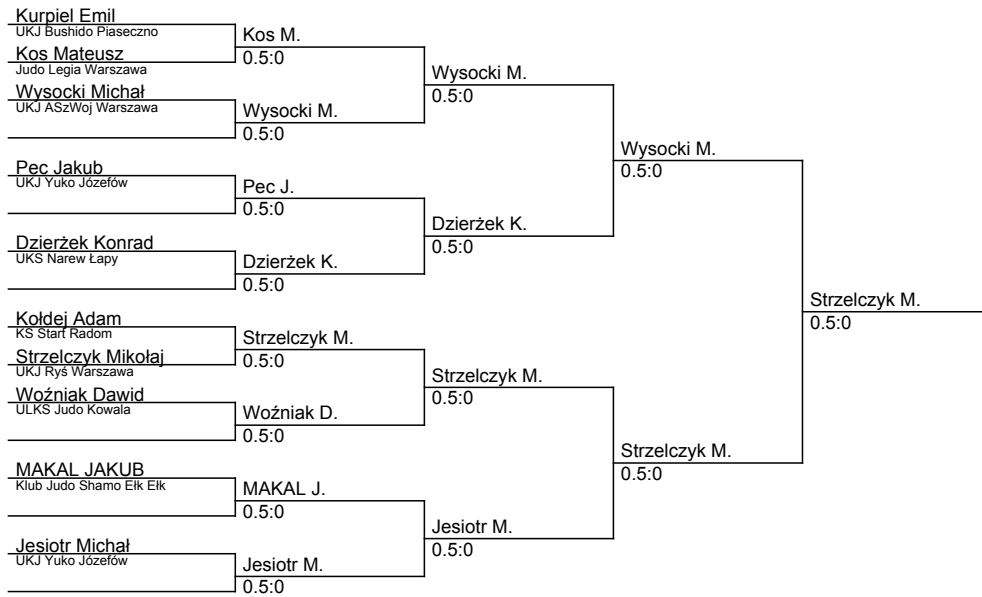 Kurpiel Emil
UKJ Bushido Piaseczno
Kos Mateusz
Judo Legia Warszawa
Wysocki Michał
UKJ ASzWoj Warszawa
Pec Jakub
UKJ Yuko Józefów
Dzierżek Konrad
UKS Narew Łapy
Kołdej Adam
KS Start Radom
Strzelczyk Mikołaj
UKJ Ryś Warszawa
Woźniak Dawid
ULKS Judo Kowala
MAKAL JAKUB
Klub Judo Shamo Ełk Ełk
Jesiotr Michał
UKJ Yuko Józefów
Kos M.
0.5:0
Wysocki M.
0.5:0
Pec J.
0.5:0
Dzierżek K.
0.5:0
Strzelczyk M.
0.5:0
Woźniak D.
0.5:0
MAKAL J.
0.5:0
Jesiotr M.
0.5:0
Wysocki M.
0.5:0
Dzierżek K.
0.5:0
Strzelczyk M.
0.5:0
Jesiotr M.
0.5:0
Wysocki M.
0.5:0
Strzelczyk M.
0.5:0
Strzelczyk M.
0.5:0